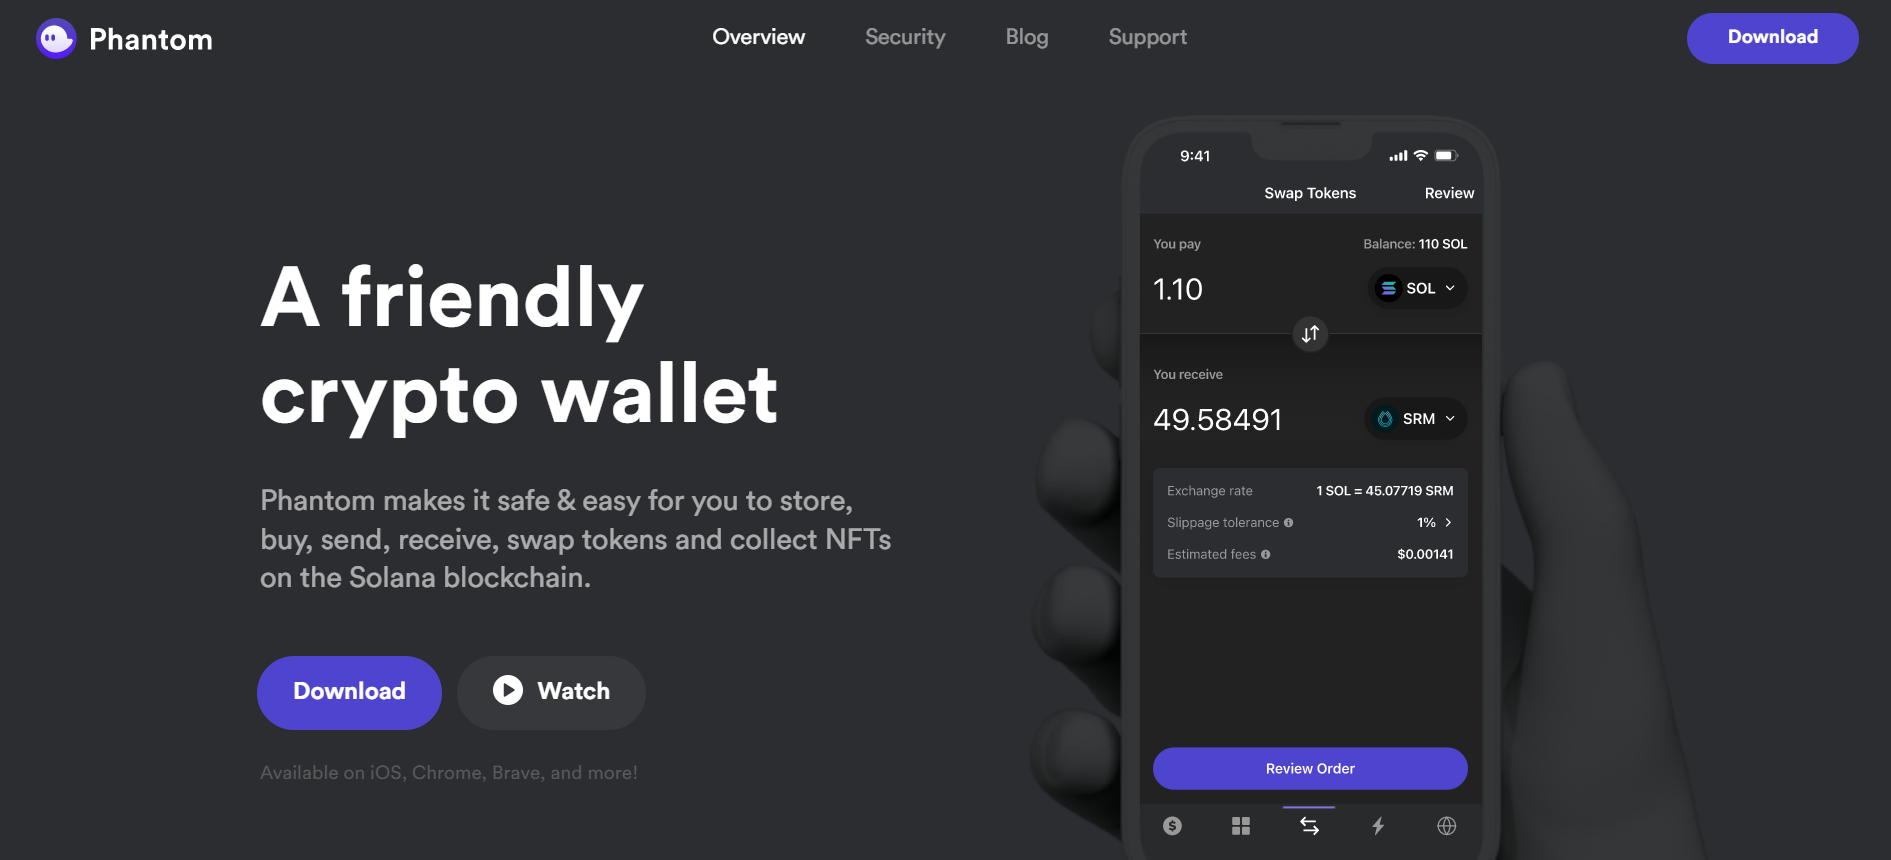 Phantom
Overview
Security
Blog
Support
Download
A friendly
crypto wallet
Phantom makes it safe & easy for you to store,
buy, send, receive, swap tokens and collect NFTs
on the Solana blockchain.
Download
Watch
Available on iOS, Chrome, Brave, and more!
9:41
Swap Tokens
Review
You pay
Balance: 110 SOL
1.10
SOL
You receive
49.58491
SRM
Exchange rate
1 SOL = 45.07719 SRM
Slippage tolerance
1%
Estimated fees
$0.00141
Review Order